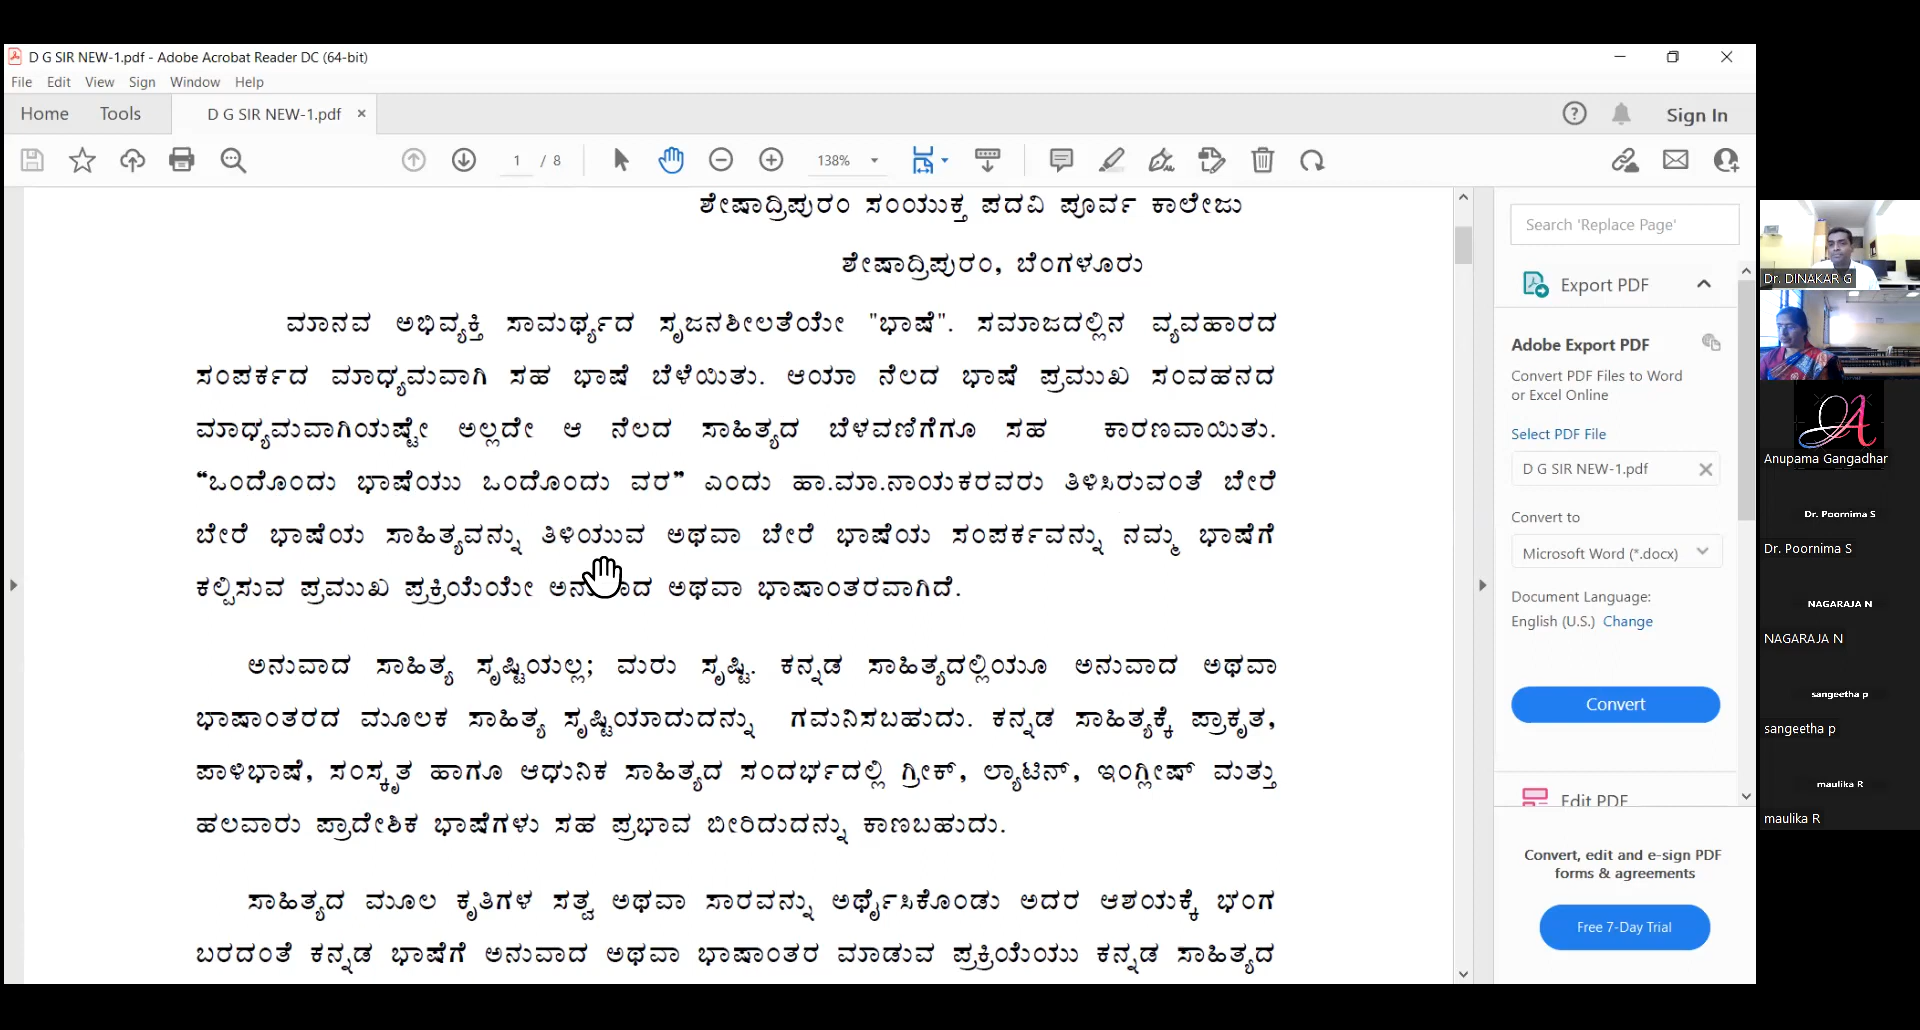 D G SIR NEW-1.pdf - Adobe Acrobat Reader DC (64-bit)
File Edit View Sign Window Help
Home Tools D G SIR NEW-1.pdf × Sign In
1 / 8 138%
ಶೇಷಾದ್ರಿಪುರಂ ಸಂಯುಕ್ತ ಪದವಿ ಪೂರ್ವ ಕಾಲೇಜು
ಶೇಷಾದ್ರಿಪುರಂ, ಬೆಂಗಳೂರು
ಮಾನವ ಅಭಿವ್ಯಕ್ತಿ ಸಾಮರ್ಥ್ಯದ ಸೃಜನಶೀಲತೆಯೇ "ಭಾಷೆ". ಸಮಾಜದಲ್ಲಿನ ವ್ಯವಹಾರದ
ಸಂಪರ್ಕದ ಮಾಧ್ಯಮವಾಗಿ ಸಹ ಭಾಷೆ ಬೆಳೆಯಿತು. ಆಯಾ ನೆಲದ ಭಾಷೆ ಪ್ರಮುಖ ಸಂವಹನದ
ಮಾಧ್ಯಮವಾಗಿಯಷ್ಟೇ ಅಲ್ಲದೇ ಆ ನೆಲದ ಸಾಹಿತ್ಯದ ಬೆಳವಣಿಗೆಗೂ ಸಹ ಕಾರಣವಾಯಿತು.
“ಒಂದೊಂದು ಭಾಷೆಯು ಒಂದೊಂದು ವರ” ಎಂದು ಹಾ.ಮಾ.ನಾಯಕರವರು ತಿಳಿಸಿರುವಂತೆ ಬೇರೆ
ಬೇರೆ ಭಾಷೆಯ ಸಾಹಿತ್ಯವನ್ನು ತಿಳಿಯುವ ಅಥವಾ ಬೇರೆ ಭಾಷೆಯ ಸಂಪರ್ಕವನ್ನು ನಮ್ಮ ಭಾಷೆಗೆ
ಕಲ್ಪಿಸುವ ಪ್ರಮುಖ ಪ್ರಕ್ರಿಯೆಯೇ ಅನುವಾದ ಅಥವಾ ಭಾಷಾಂತರವಾಗಿದೆ.
ಅನುವಾದ ಸಾಹಿತ್ಯ ಸೃಷ್ಟಿಯಲ್ಲ; ಮರು ಸೃಷ್ಟಿ. ಕನ್ನಡ ಸಾಹಿತ್ಯದಲ್ಲಿಯೂ ಅನುವಾದ ಅಥವಾ
ಭಾಷಾಂತರದ ಮೂಲಕ ಸಾಹಿತ್ಯ ಸೃಷ್ಟಿಯಾದುದನ್ನು ಗಮನಿಸಬಹುದು. ಕನ್ನಡ ಸಾಹಿತ್ಯಕ್ಕೆ ಪ್ರಾಕೃತ,
ಪಾಳಿಭಾಷೆ, ಸಂಸ್ಕೃತ ಹಾಗೂ ಆಧುನಿಕ ಸಾಹಿತ್ಯದ ಸಂದರ್ಭದಲ್ಲಿ ಗ್ರೀಕ್, ಲ್ಯಾಟಿನ್, ಇಂಗ್ಲೀಷ್ ಮತ್ತು
ಹಲವಾರು ಪ್ರಾದೇಶಿಕ ಭಾಷೆಗಳು ಸಹ ಪ್ರಭಾವ ಬೀರಿದುದನ್ನು ಕಾಣಬಹುದು.
ಸಾಹಿತ್ಯದ ಮೂಲ ಕೃತಿಗಳ ಸತ್ವ ಅಥವಾ ಸಾರವನ್ನು ಅರ್ಥೈಸಿಕೊಂಡು ಅದರ ಆಶಯಕ್ಕೆ ಭಂಗ
ಬರದಂತೆ ಕನ್ನಡ ಭಾಷೆಗೆ ಅನುವಾದ ಅಥವಾ ಭಾಷಾಂತರ ಮಾಡುವ ಪ್ರಕ್ರಿಯೆಯು ಕನ್ನಡ ಸಾಹಿತ್ಯದ
Search 'Replace Page'
Export PDF
Adobe Export PDF
Convert PDF Files to Word
or Excel Online
Select PDF File
D G SIR NEW-1.pdf
Convert to
Microsoft Word (*.docx)
Document Language:
English (U.S.) Change
Convert
Edit PDF
Convert, edit and e-sign PDF
forms & agreements
Free 7-Day Trial
Dr. DINAKAR G
A
Anupama Gangadhar
Dr. Poornima S
Dr. Poornima S
NAGARAJA N
NAGARAJA N
sangeetha p
sangeetha p
maulika R
maulika R